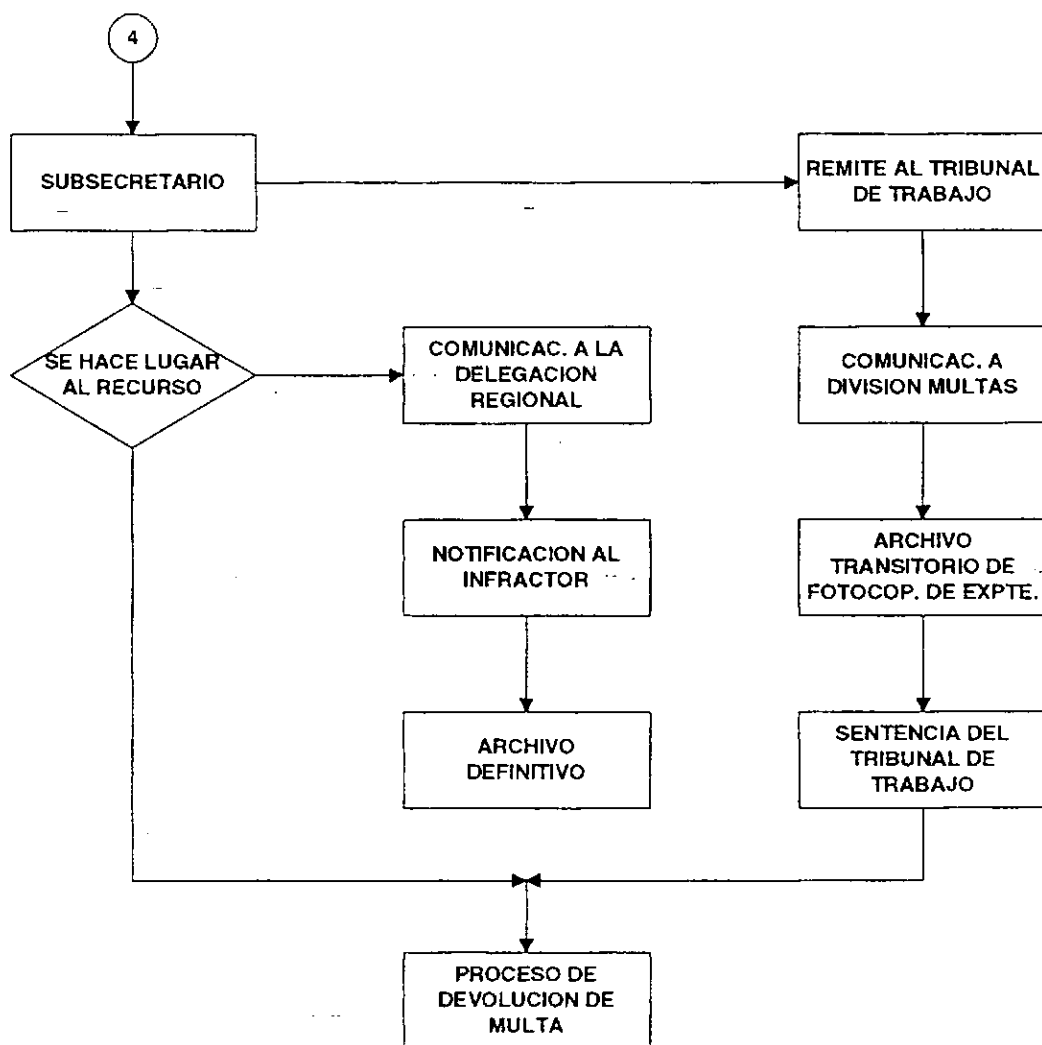 4
SUBSECRETARIO
REMITE AL TRIBUNAL
DE TRABAJO
SE HACE LUGAR
AL RECURSO
COMUNICAC. A LA
DELEGACION
REGIONAL
COMUNICAC. A
DIVISION MULTAS
NOTIFICACION AL
INFRACTOR
ARCHIVO
TRANSITORIO DE
FOTOCOP. DE EXPTE.
ARCHIVO
DEFINITIVO
SENTENCIA DEL
TRIBUNAL DE
TRABAJO
PROCESO DE
DEVOLUCION DE
MULTA